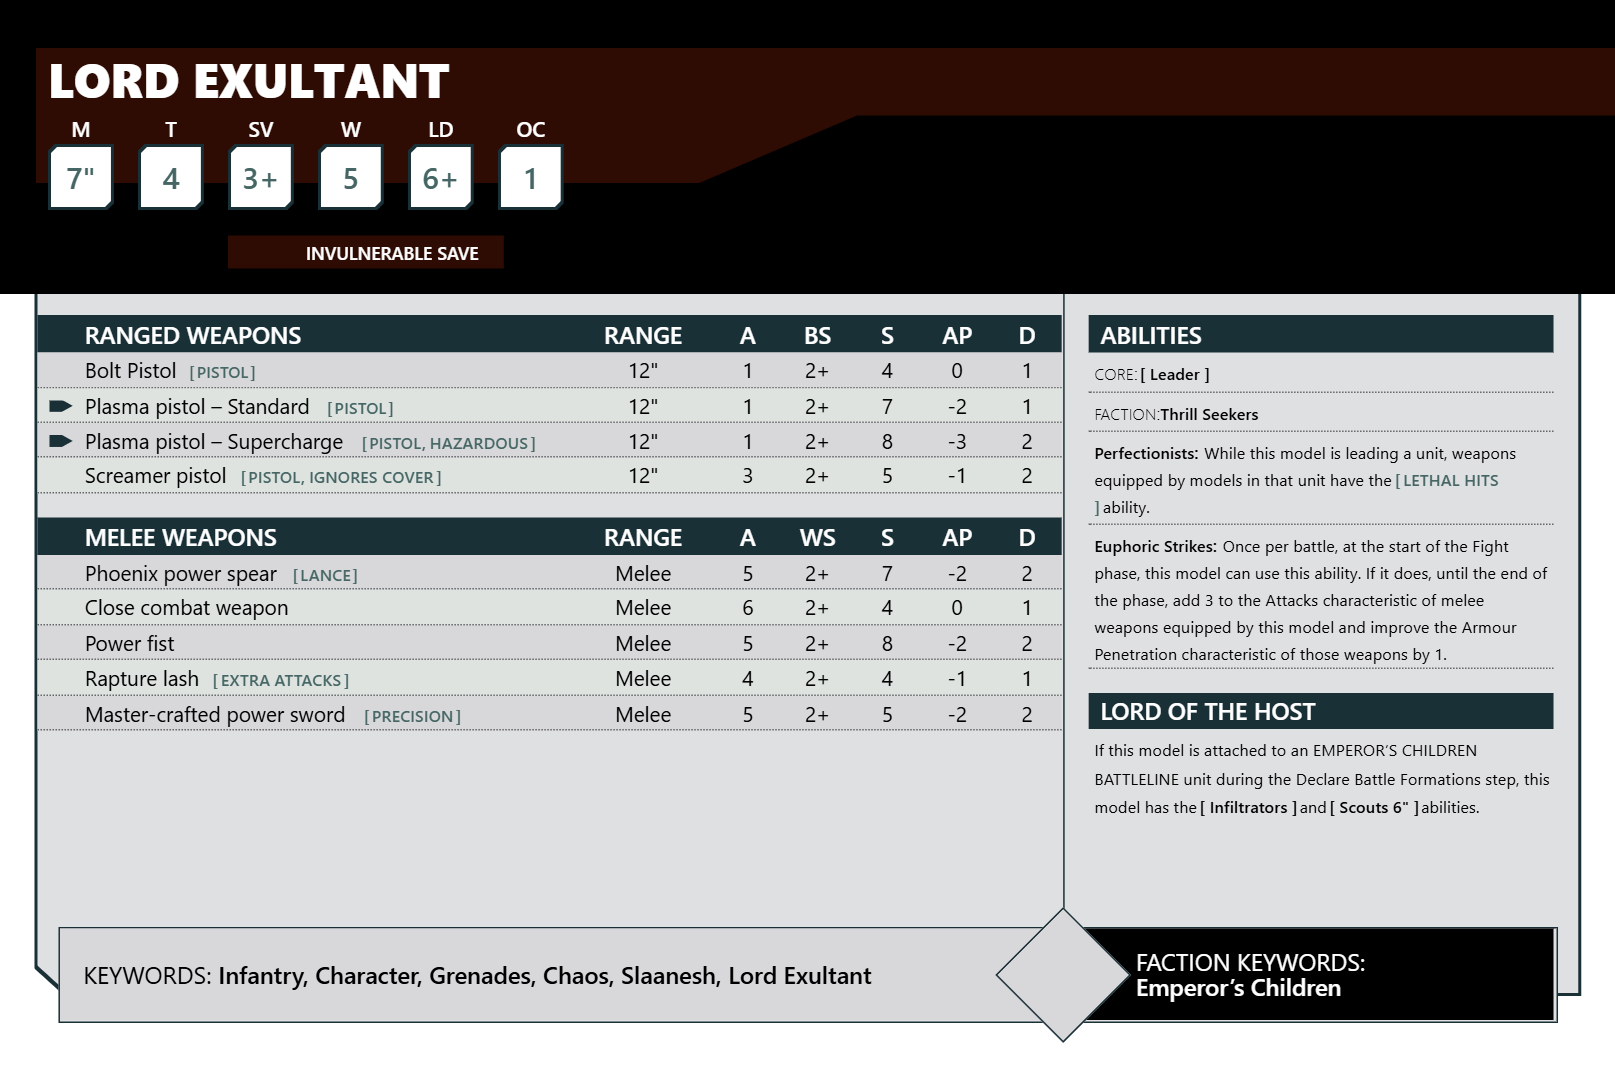 LORD EXULTANT
M T SV W LD OC
7" 4 3+ 5 6+ 1
INVULNERABLE SAVE
RANGED WEAPONS RANGE A BS S AP D
Bolt Pistol [PISTOL] 12" 1 2+ 4 0 1
Plasma pistol – Standard [PISTOL] 12" 1 2+ 7 -2 1
Plasma pistol – Supercharge [PISTOL, HAZARDOUS] 12" 1 2+ 8 -3 2
Screamer pistol [PISTOL, IGNORES COVER] 12" 3 2+ 5 -1 2
MELEE WEAPONS RANGE A WS S AP D
Phoenix power spear [LANCE] Melee 5 2+ 7 -2 2
Close combat weapon Melee 6 2+ 4 0 1
Power fist Melee 5 2+ 8 -2 2
Rapture lash [EXTRA ATTACKS] Melee 4 2+ 4 -1 1
Master-crafted power sword [PRECISION] Melee 5 2+ 5 -2 2
ABILITIES
CORE: [ Leader ]
FACTION: Thrill Seekers
Perfectionists: While this model is leading a unit, weapons
equipped by models in that unit have the [ LETHAL HITS
] ability.
Euphoric Strikes: Once per battle, at the start of the Fight
phase, this model can use this ability. If it does, until the end of
the phase, add 3 to the Attacks characteristic of melee
weapons equipped by this model and improve the Armour
Penetration characteristic of those weapons by 1.
LORD OF THE HOST
If this model is attached to an EMPEROR'S CHILDREN
BATTLELINE unit during the Declare Battle Formations step, this
model has the [ Infiltrators ] and [ Scouts 6" ] abilities.
KEYWORDS: Infantry, Character, Grenades, Chaos, Slaanesh, Lord Exultant
FACTION KEYWORDS:
Emperor's Children